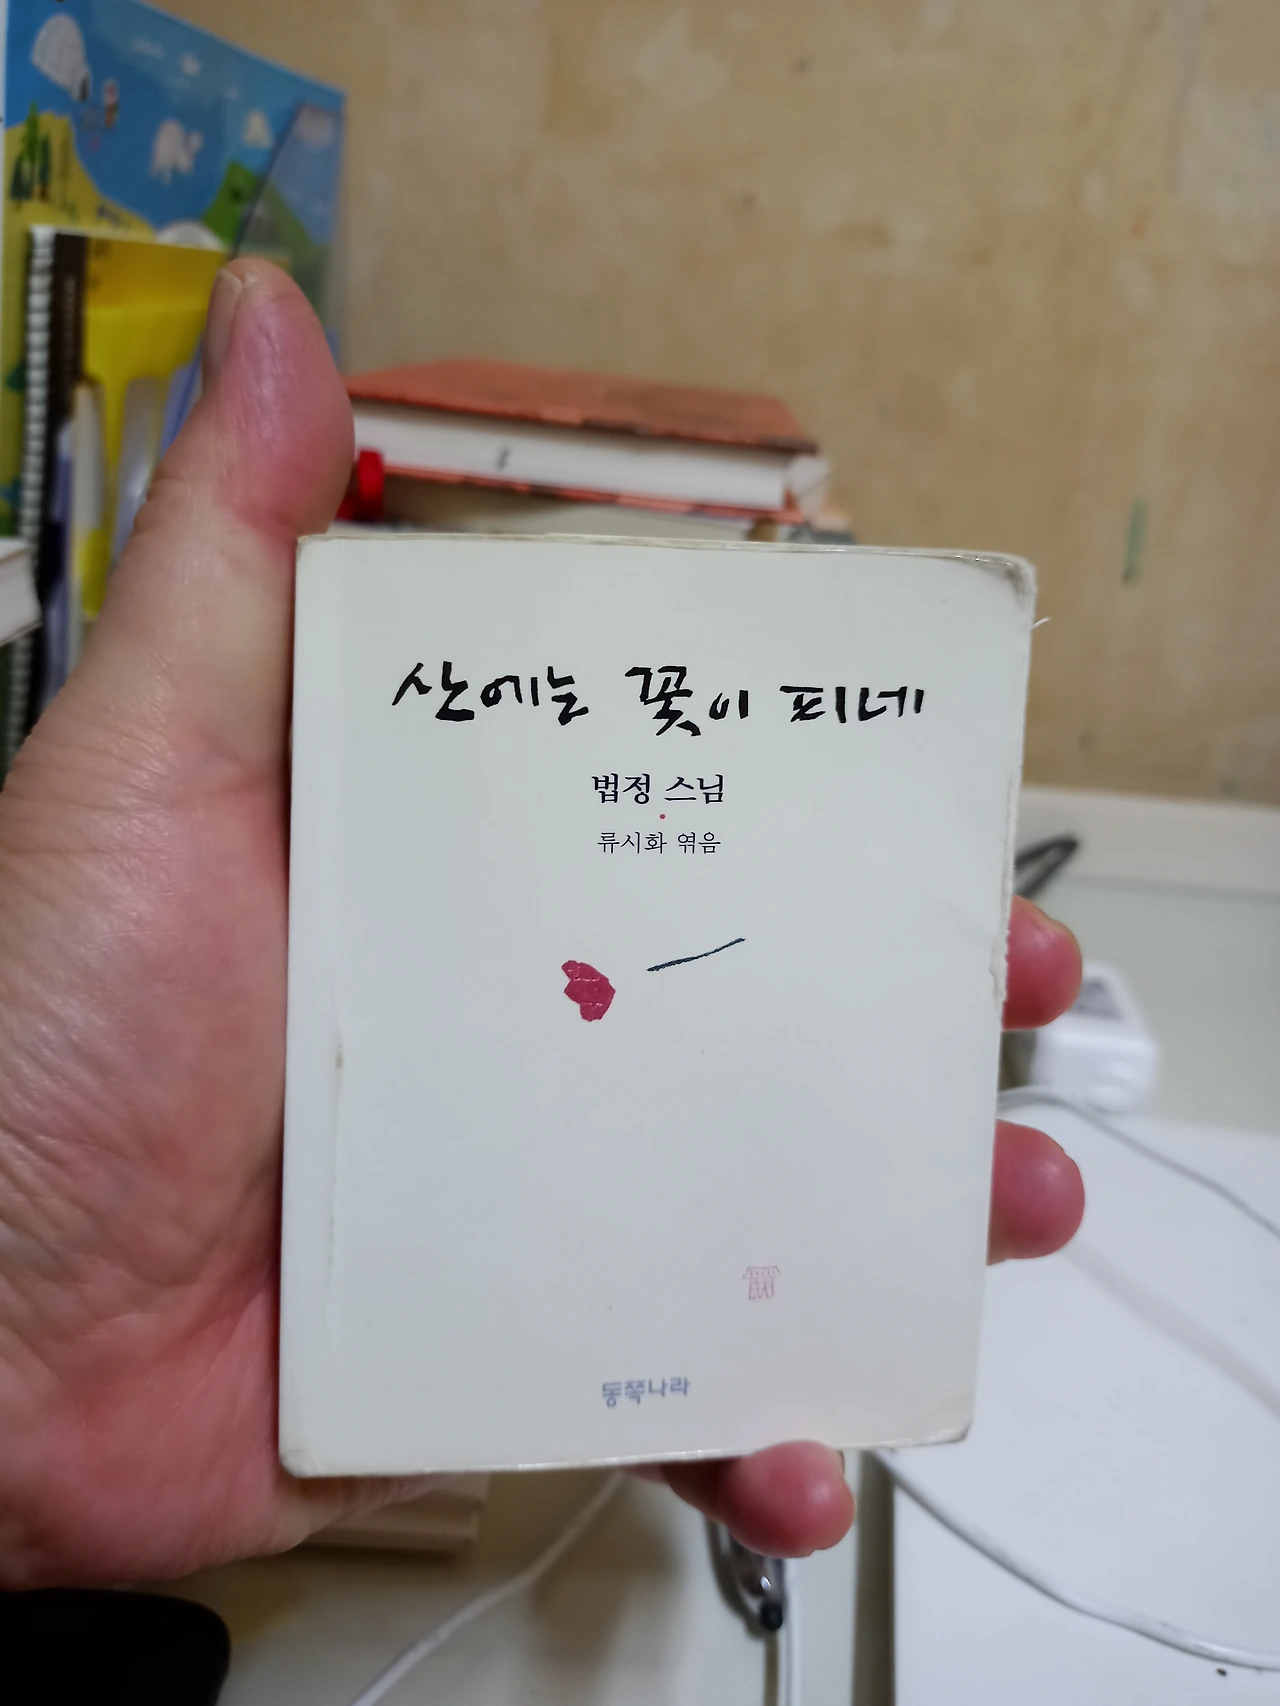 산에는 꽃이 피네
법정 스님
류시화 엮음
동쪽나라